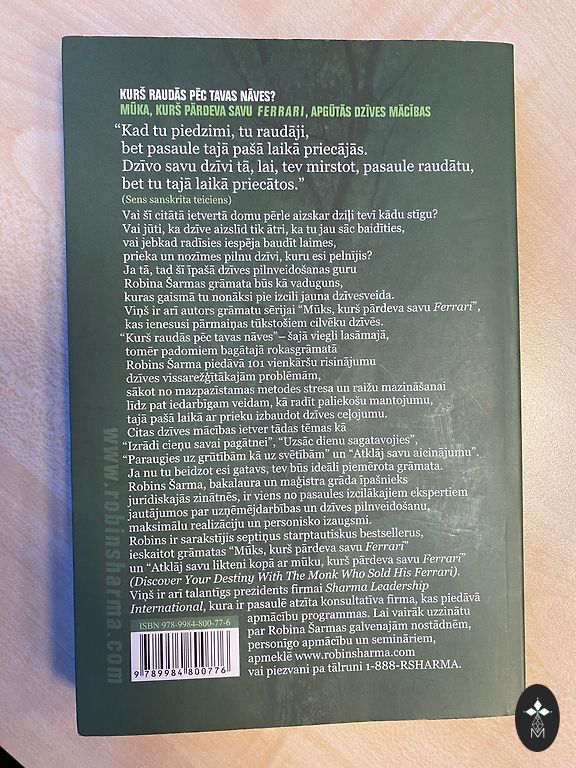 KURŠ RAUDĀS PĒC TAVAS NĀVES?
MŪKA, KURŠ PĀRDEVA SAVU FERRARI, APGŪTĀS DZĪVES MĀCĪBAS
“Kad tu piedzimi, tu raudāji,
bet pasaule tajā pašā laikā priecājās.
Dzīvo savu dzīvi tā, lai, tev mirstot, pasaule raudātu,
bet tu tajā laikā priecātos.”
(Sens sanskrita teiciens)
Vai šī citātā ietvertā domu pērle aizskar dziļi tevī kādu stīgu?
Vai jūti, ka dzīve aizslīd tik ātri, ka tu jau sāc baidīties,
vai jebkad radīsies iespēja baudīt laimes,
prieka un nozīmes pilnu dzīvi, kuru esi pelnījis?
Ja tā, tad šī īpašā dzīves pilnveidošanas guru
Robina Šarmas grāmata būs kā vaduguns,
kuras gaismā tu nonāksi pie izcili jauna dzīvesveida.
Viņš ir arī autors grāmatu sērijai “Mūks, kurš pārdeva savu Ferrari”,
kas ienesusi pārmaiņas tūkstošiem cilvēku dzīvēs.
“Kurš raudās pēc tavas nāves”– šajā viegli lasāmajā,
tomēr padomiem bagātajā rokasgrāmatā
Robins Šarma piedāvā 101 vienkāršu risinājumu
dzīves vissarežģītākajām problēmām,
sākot no mazpazīstamas metodes stresa un raižu mazināšanai
līdz pat iedarbīgam veidam, kā radīt paliekošu mantojumu,
tajā pašā laikā ar prieku izbaudot dzīves ceļojumu.
Citas dzīves mācības ietver tādas tēmas kā
“Izrādi cieņu savai pagātnei”, “Uzsāc dienu sagatavojies”,
“Paraugies uz grūtībām kā uz svētībām” un “Atklāj savu aicinājumu”.
Ja nu tu beidzot esi gatavs, tev būs ideāli piemērota grāmata.
Robins Šarma, bakalaura un maģistra grāda īpašnieks
juridiskajās zinātnēs, ir viens no pasaules izcilākajiem ekspertiem
jautājumos par uzņēmējdarbības un dzīves pilnveidošanu,
maksimālu realizāciju un personisko izaugsmi.
Robins ir sarakstījis septiņus starptautiskus bestsellerus,
ieskaitot grāmatas “Mūks, kurš pārdeva savu Ferrari”
un “Atklāj savu likteni kopā ar mūku, kurš pārdeva savu Ferrari”
(Discover Your Destiny With The Monk Who Sold His Ferrari).
Viņš ir arī talantīgs prezidents firmai Sharma Leadership
International, kura ir pasaulē atzīta konsultatīva firma, kas piedāvā
apmācību programmas. Lai vairāk uzzinātu
par Robina Šarmas galvenajām nostādnēm,
personīgo apmācību un semināriem,
apmeklē www.robinsharma.com
vai piezvani pa tālruni 1-888-RSHARMA.
ISBN 978-9984-800-77-6
9 789984 800776
www.robinsharma.com
M